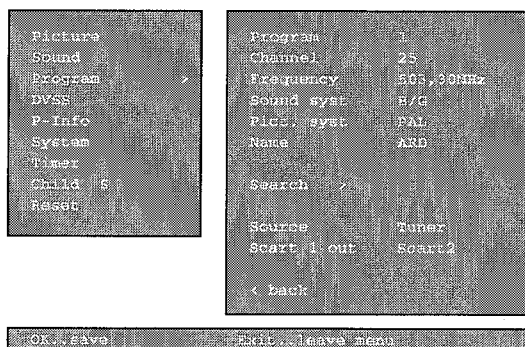 Picture
Sound
Program >
DVSS
P-Info
System
Timer
Child S
Reset
Program 1
Channel 25
Frequency 503,30MHz
Sound syst B/G
Pict. syst PAL
Name ARD
Search >
Source Tuner
Scart 1 out Scart2
< back
OK..save Exit..leave menu